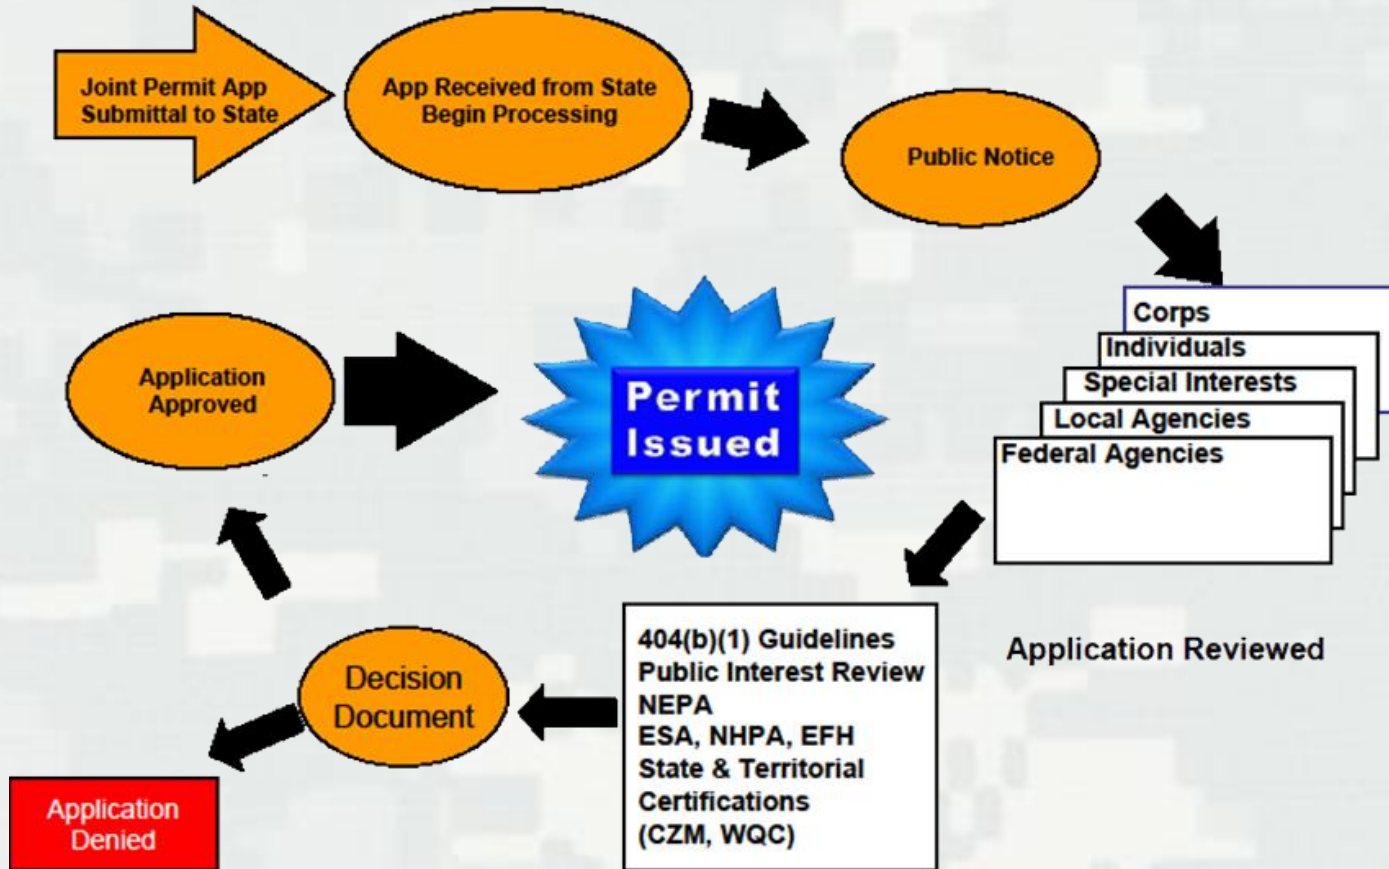 Joint Permit App
Submittal to State
App Received from State
Begin Processing
Public Notice
Corps
Individuals
Special Interests
Local Agencies
Federal Agencies
Application Reviewed
404(b)(1) Guidelines
Public Interest Review
NEPA
ESA, NHPA, EFH
State & Territorial
Certifications
(CZM, WQC)
Decision
Document
Application
Denied
Application
Approved
Permit
Issued